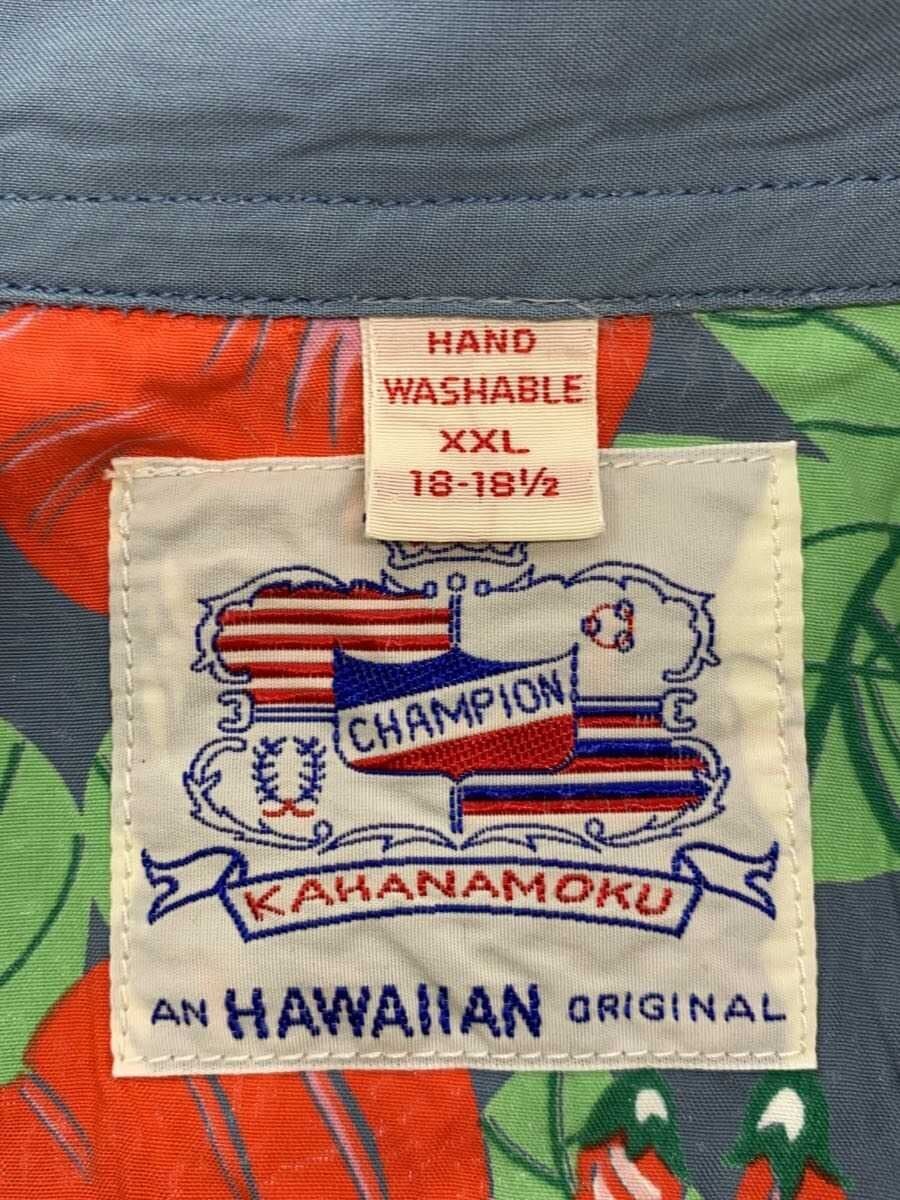 HAND
WASHABLE
XXL
18-18½
CHAMPION
KAHANAMOKU
AN HAWAIIAN ORIGINAL